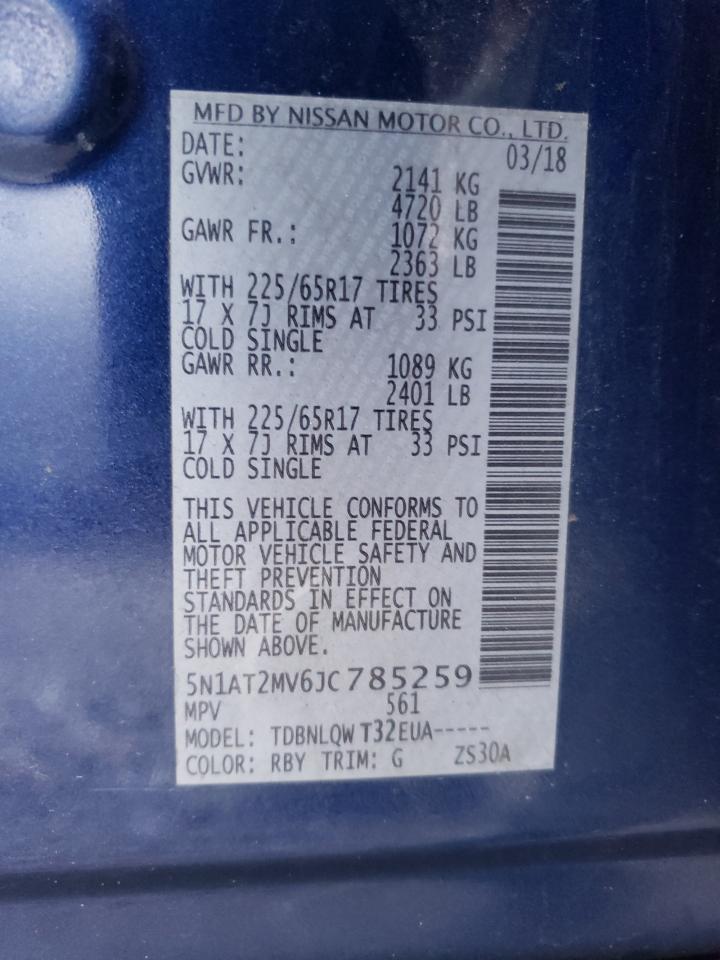 MFD BY NISSAN MOTOR CO., LTD.
DATE: 03/18
GVWR: 2141 KG
4720 LB
GAWR FR.: 1072 KG
2363 LB
WITH 225/65R17 TIRES
17 X 7J RIMS AT 33 PSI
COLD SINGLE
GAWR RR.: 1089 KG
2401 LB
WITH 225/65R17 TIRES
17 X 7J RIMS AT 33 PSI
COLD SINGLE
THIS VEHICLE CONFORMS TO
ALL APPLICABLE FEDERAL
MOTOR VEHICLE SAFETY AND
THEFT PREVENTION
STANDARDS IN EFFECT ON
THE DATE OF MANUFACTURE
SHOWN ABOVE.
5N1AT2MV6JC785259
MPV 561
MODEL: TDBNLQWT32EUA-----
COLOR: RBY TRIM: G ZS30A